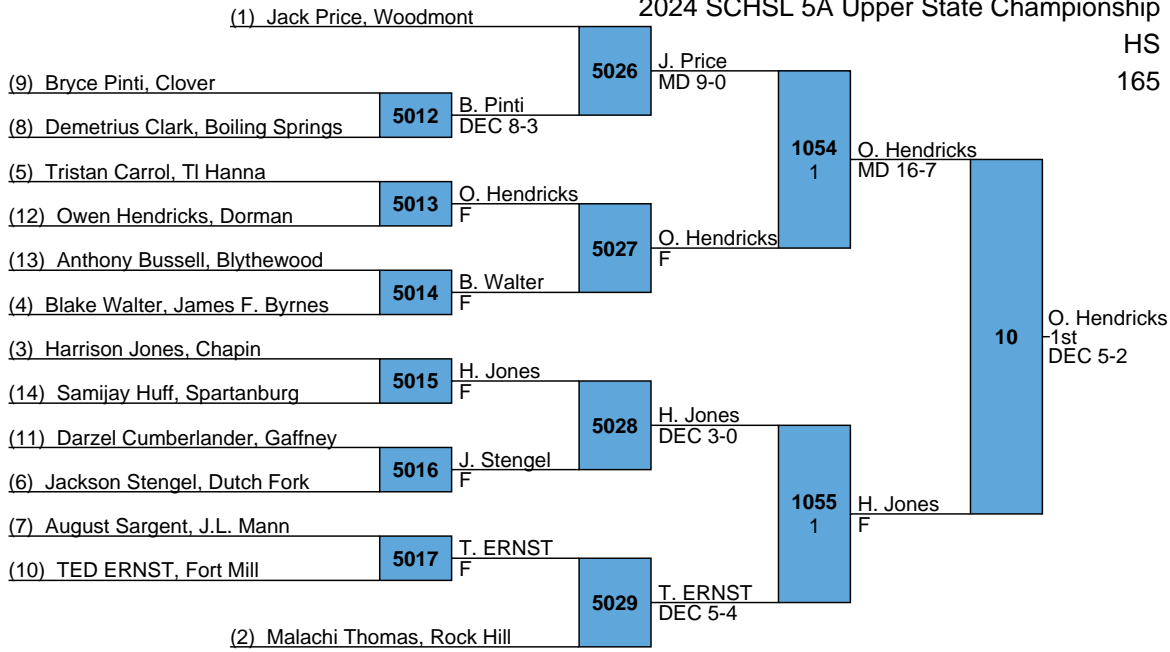 2024 SCHSL 5A Upper State Championship
HS
165
(1) Jack Price, Woodmont
(9) Bryce Pinti, Clover
(8) Demetrius Clark, Boiling Springs
(5) Tristan Carrol, Tl Hanna
(12) Owen Hendricks, Dorman
(13) Anthony Bussell, Blythewood
(4) Blake Walter, James F. Byrnes
(3) Harrison Jones, Chapin
(14) Samijay Huff, Spartanburg
(11) Darzel Cumberlander, Gaffney
(6) Jackson Stengel, Dutch Fork
(7) August Sargent, J.L. Mann
(10) TED ERNST, Fort Mill
(2) Malachi Thomas, Rock Hill
5012
B. Pinti
DEC 8-3
5013
O. Hendricks
F
5014
B. Walter
F
5015
H. Jones
F
5016
J. Stengel
F
5017
T. ERNST
F
5026
J. Price
MD 9-0
5027
O. Hendricks
F
5028
H. Jones
DEC 3-0
5029
T. ERNST
DEC 5-4
1054
1
O. Hendricks
MD 16-7
1055
1
H. Jones
F
10
O. Hendricks
1st
DEC 5-2